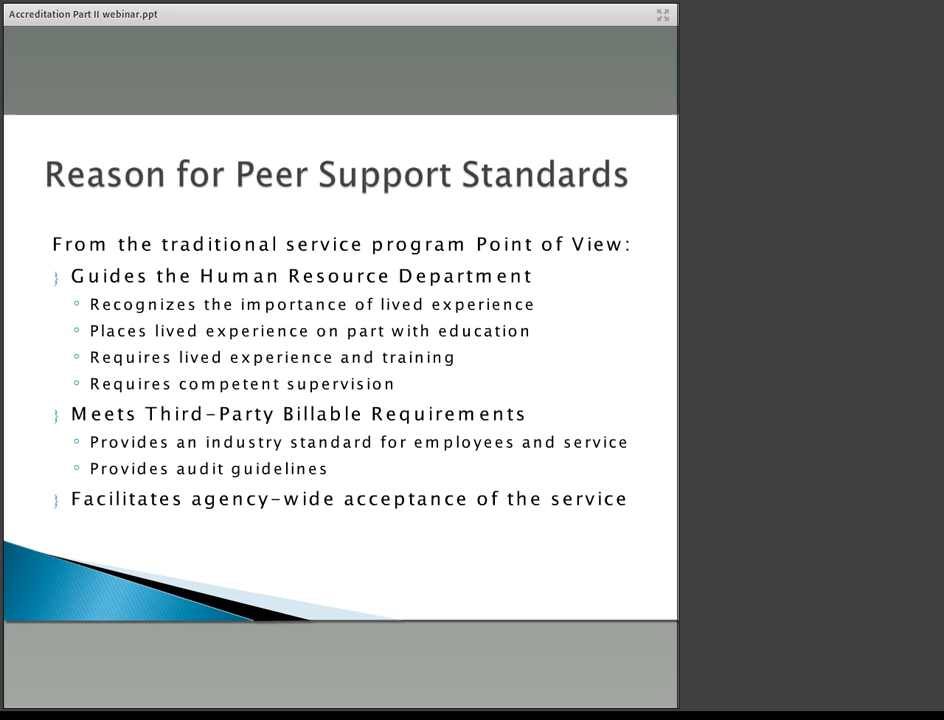 Accreditation Part II webinar.ppt
Reason for Peer Support Standards
From the traditional service program Point of View:
Guides the Human Resource Department
Recognizes the importance of lived experience
Places lived experience on part with education
Requires lived experience and training
Requires competent supervision
Meets Third-Party Billable Requirements
Provides an industry standard for employees and service
Provides audit guidelines
Facilitates agency-wide acceptance of the service